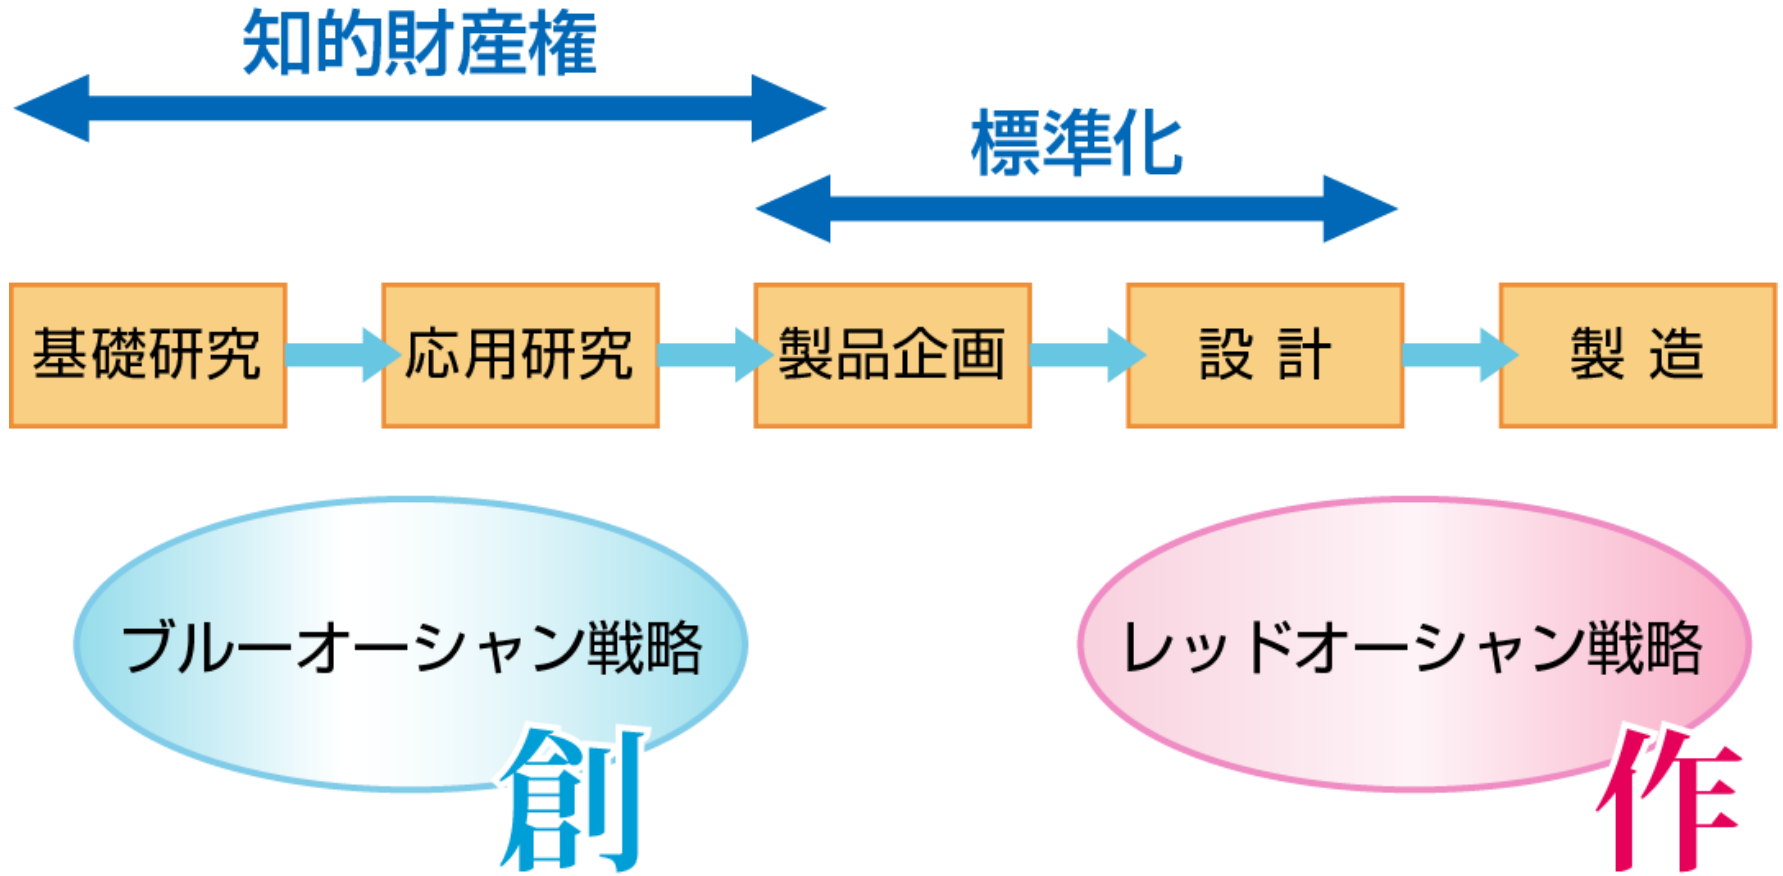 知的財産権
標準化
基礎研究
応用研究
製品企画
設計
製造
ブルーオーシャン戦略
レッドオーシャン戦略
創
作